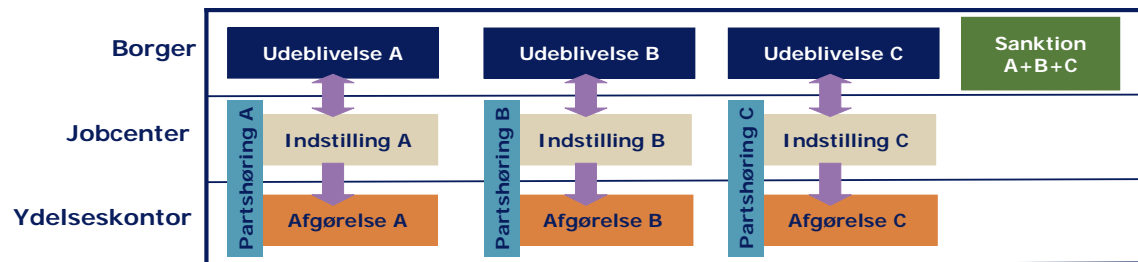 Borger
Udeblivelse A
Udeblivelse B
Udeblivelse C
Sanktion
A+B+C
Jobcenter
Partshøring A
Indstilling A
Partshøring B
Indstilling B
Partshøring C
Indstilling C
Ydelseskontor
Afgørelse A
Afgørelse B
Afgørelse C